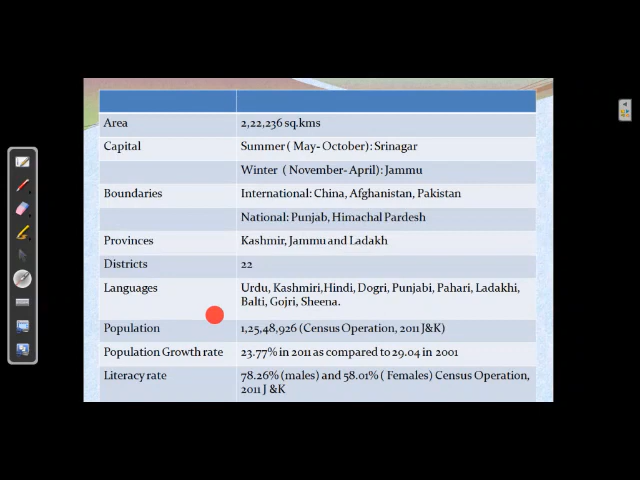 Area 2,22,236 sq.kms
Capital Summer ( May- October): Srinagar
Winter ( November- April): Jammu
Boundaries International: China, Afghanistan, Pakistan
National: Punjab, Himachal Pardesh
Provinces Kashmir, Jammu and Ladakh
Districts 22
Languages Urdu, Kashmiri,Hindi, Dogri, Punjabi, Pahari, Ladakhi,
Balti, Gojri, Sheena.
Population 1,25,48,926 (Census Operation, 2011 J&K)
Population Growth rate 23.77% in 2011 as compared to 29.04 in 2001
Literacy rate 78.26% (males) and 58.01% ( Females) Census Operation,
2011 J &K